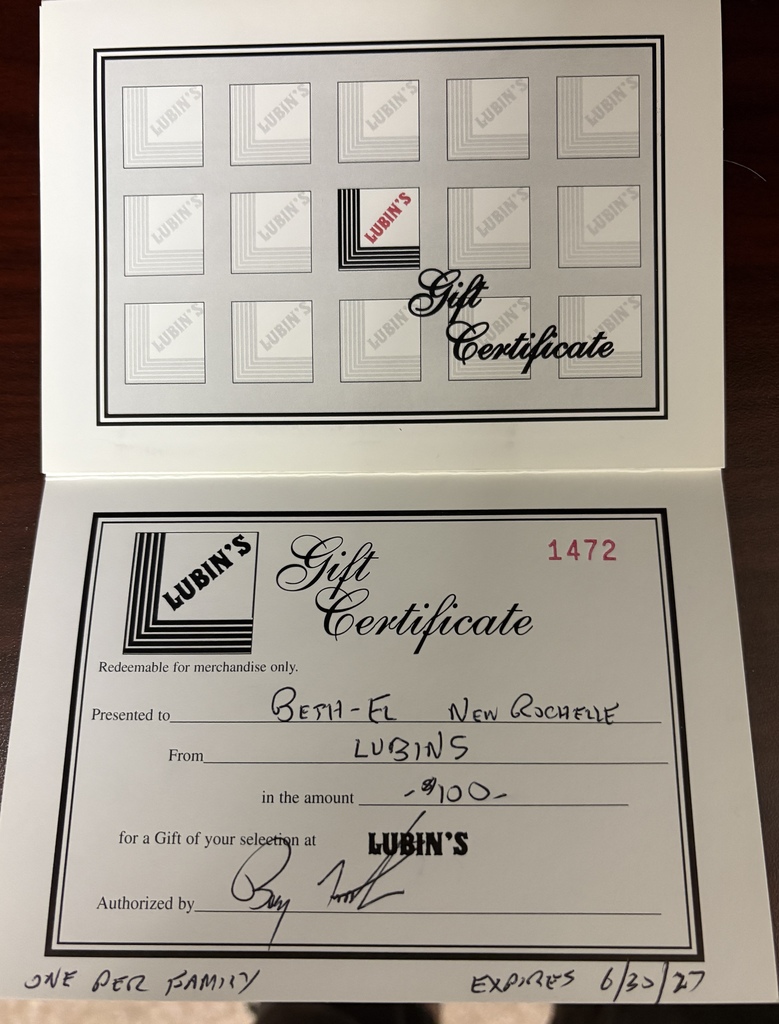 LUBIN'S LUBIN'S LUBIN'S LUBIN'S LUBIN'S
LUBIN'S LUBIN'S LUBIN'S LUBIN'S LUBIN'S
LUBIN'S LUBIN'S LUBIN'S LUBIN'S LUBIN'S
Gift
Certificate
LUBIN'S
Gift
Certificate
1472
Redeemable for merchandise only.
Presented to BETH-EL NEW ROCHELLE
From LUBINS
in the amount -$100-
for a Gift of your selection at LUBIN'S
Authorized by
ONE PER FAMILY EXPIRES 6/30/27